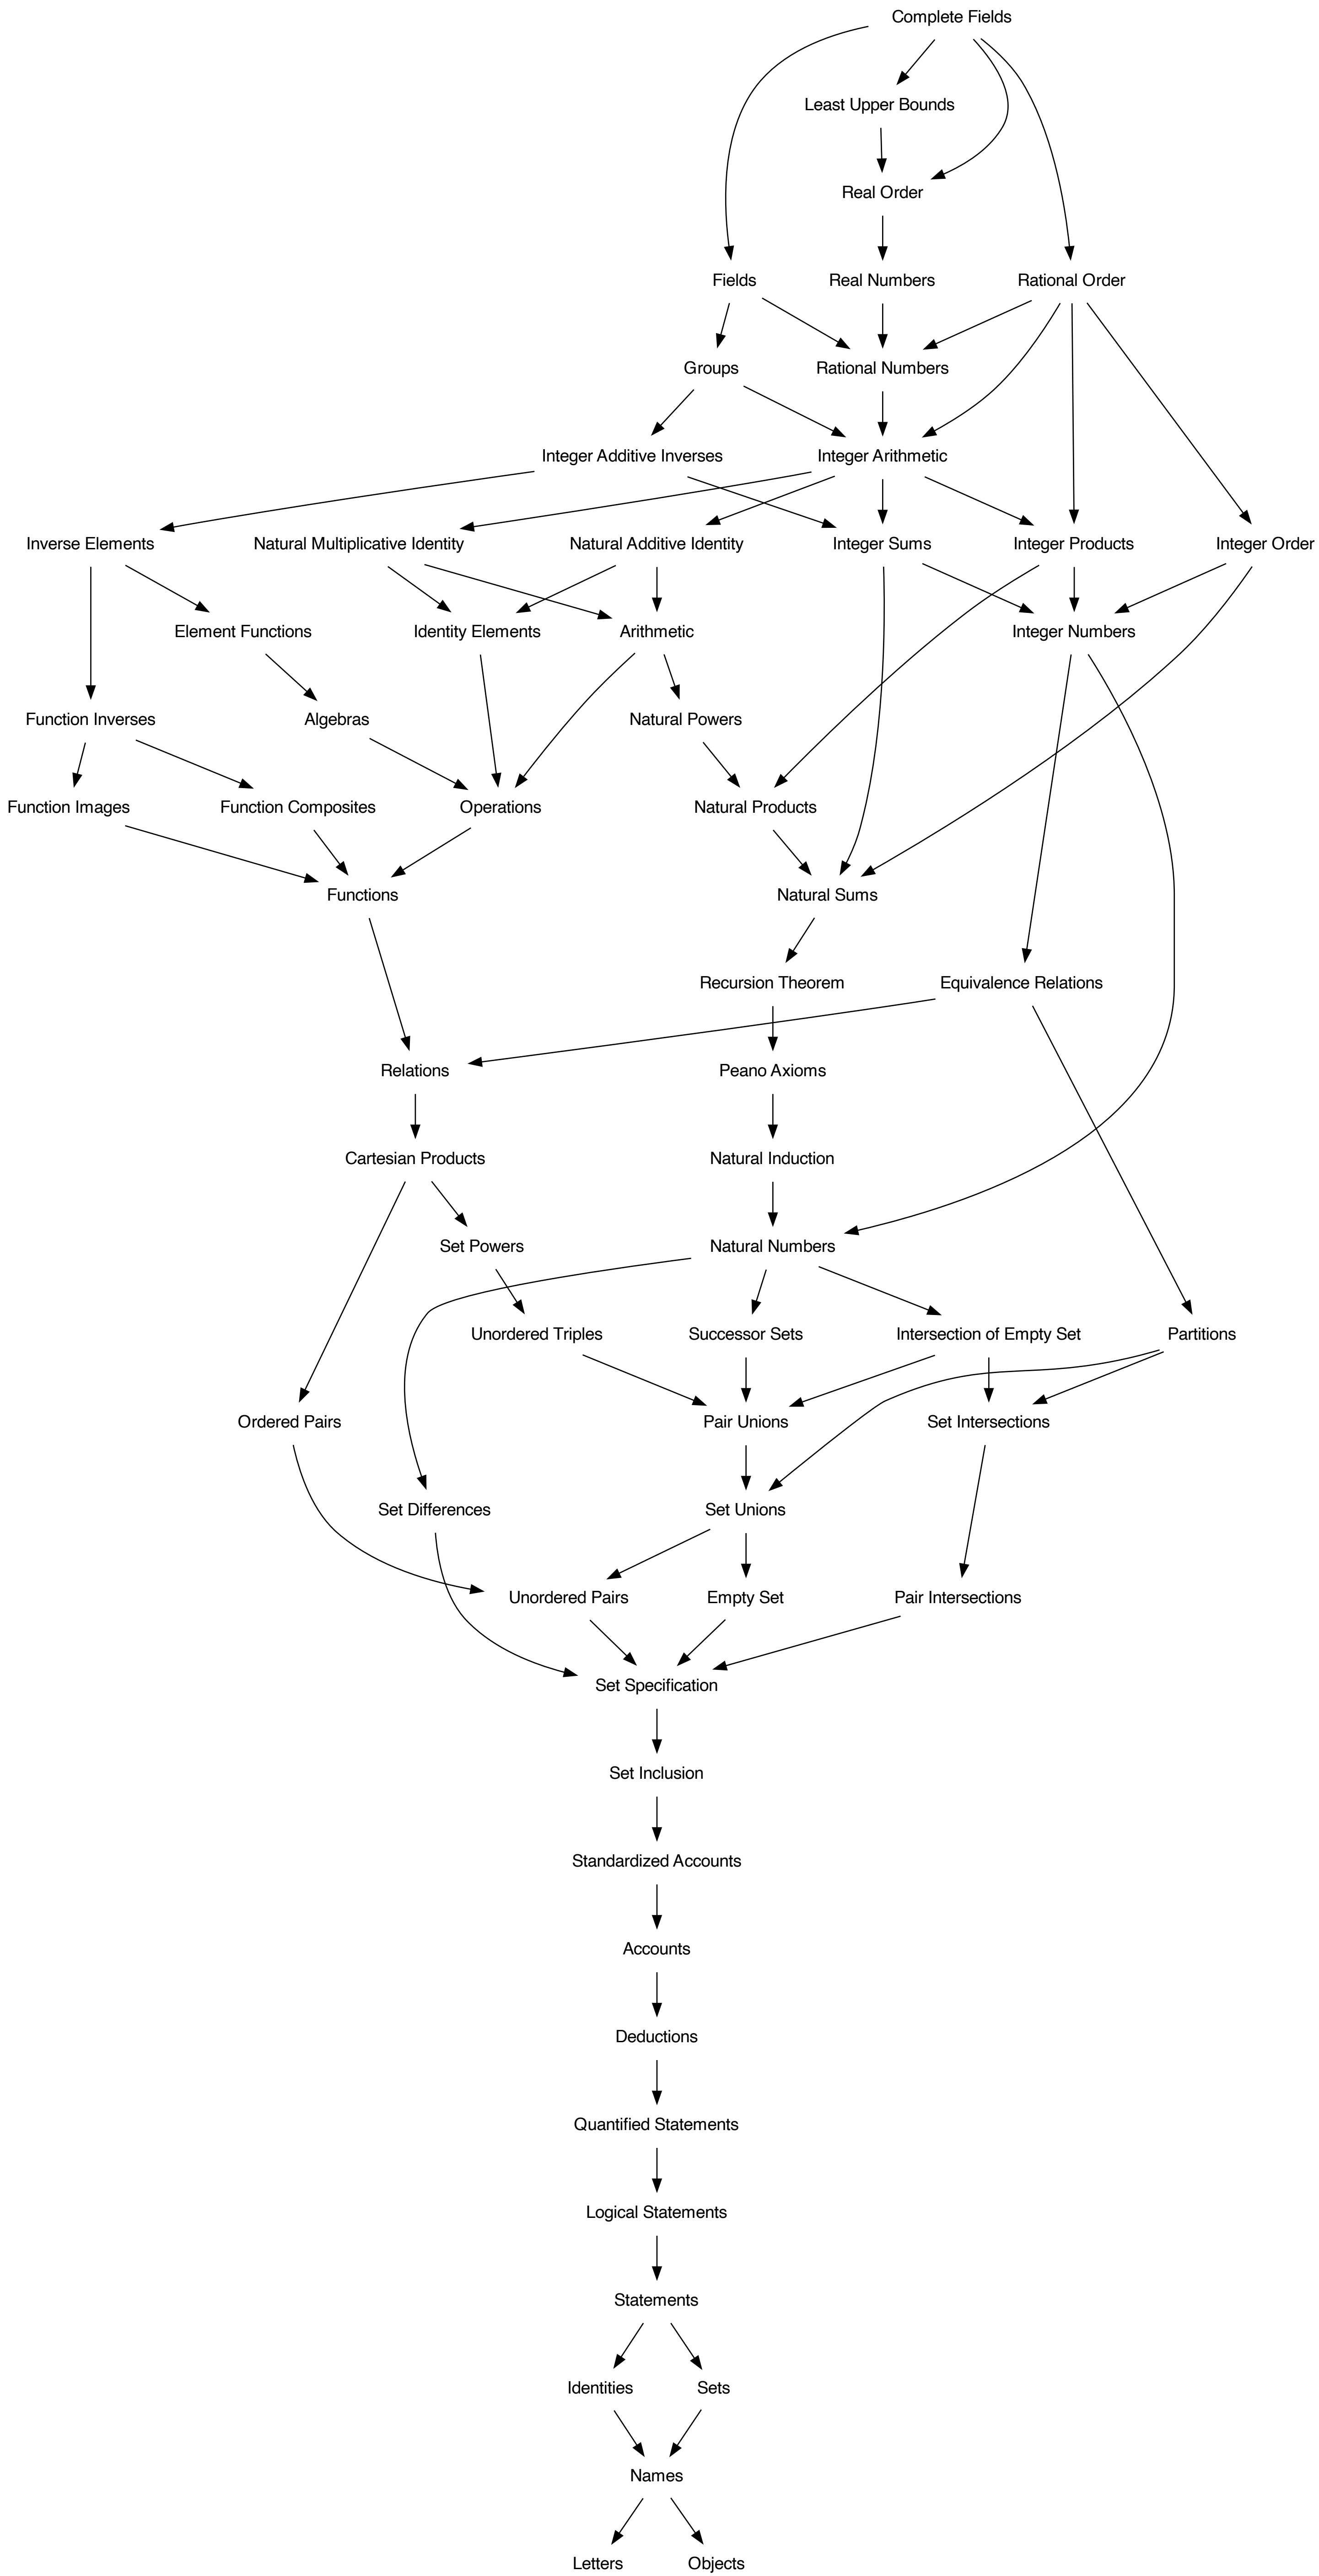 Complete Fields
Least Upper Bounds
Real Order
Fields
Real Numbers
Rational Order
Groups
Rational Numbers
Integer Additive Inverses
Integer Arithmetic
Inverse Elements
Natural Multiplicative Identity
Natural Additive Identity
Integer Sums
Integer Products
Integer Order
Element Functions
Identity Elements
Arithmetic
Integer Numbers
Function Inverses
Algebras
Natural Powers
Function Images
Function Composites
Operations
Natural Products
Functions
Natural Sums
Recursion Theorem
Equivalence Relations
Relations
Peano Axioms
Cartesian Products
Natural Induction
Set Powers
Natural Numbers
Unordered Triples
Successor Sets
Intersection of Empty Set
Partitions
Ordered Pairs
Pair Unions
Set Intersections
Set Differences
Set Unions
Unordered Pairs
Empty Set
Pair Intersections
Set Specification
Set Inclusion
Standardized Accounts
Accounts
Deductions
Quantified Statements
Logical Statements
Statements
Identities
Sets
Names
Letters
Objects